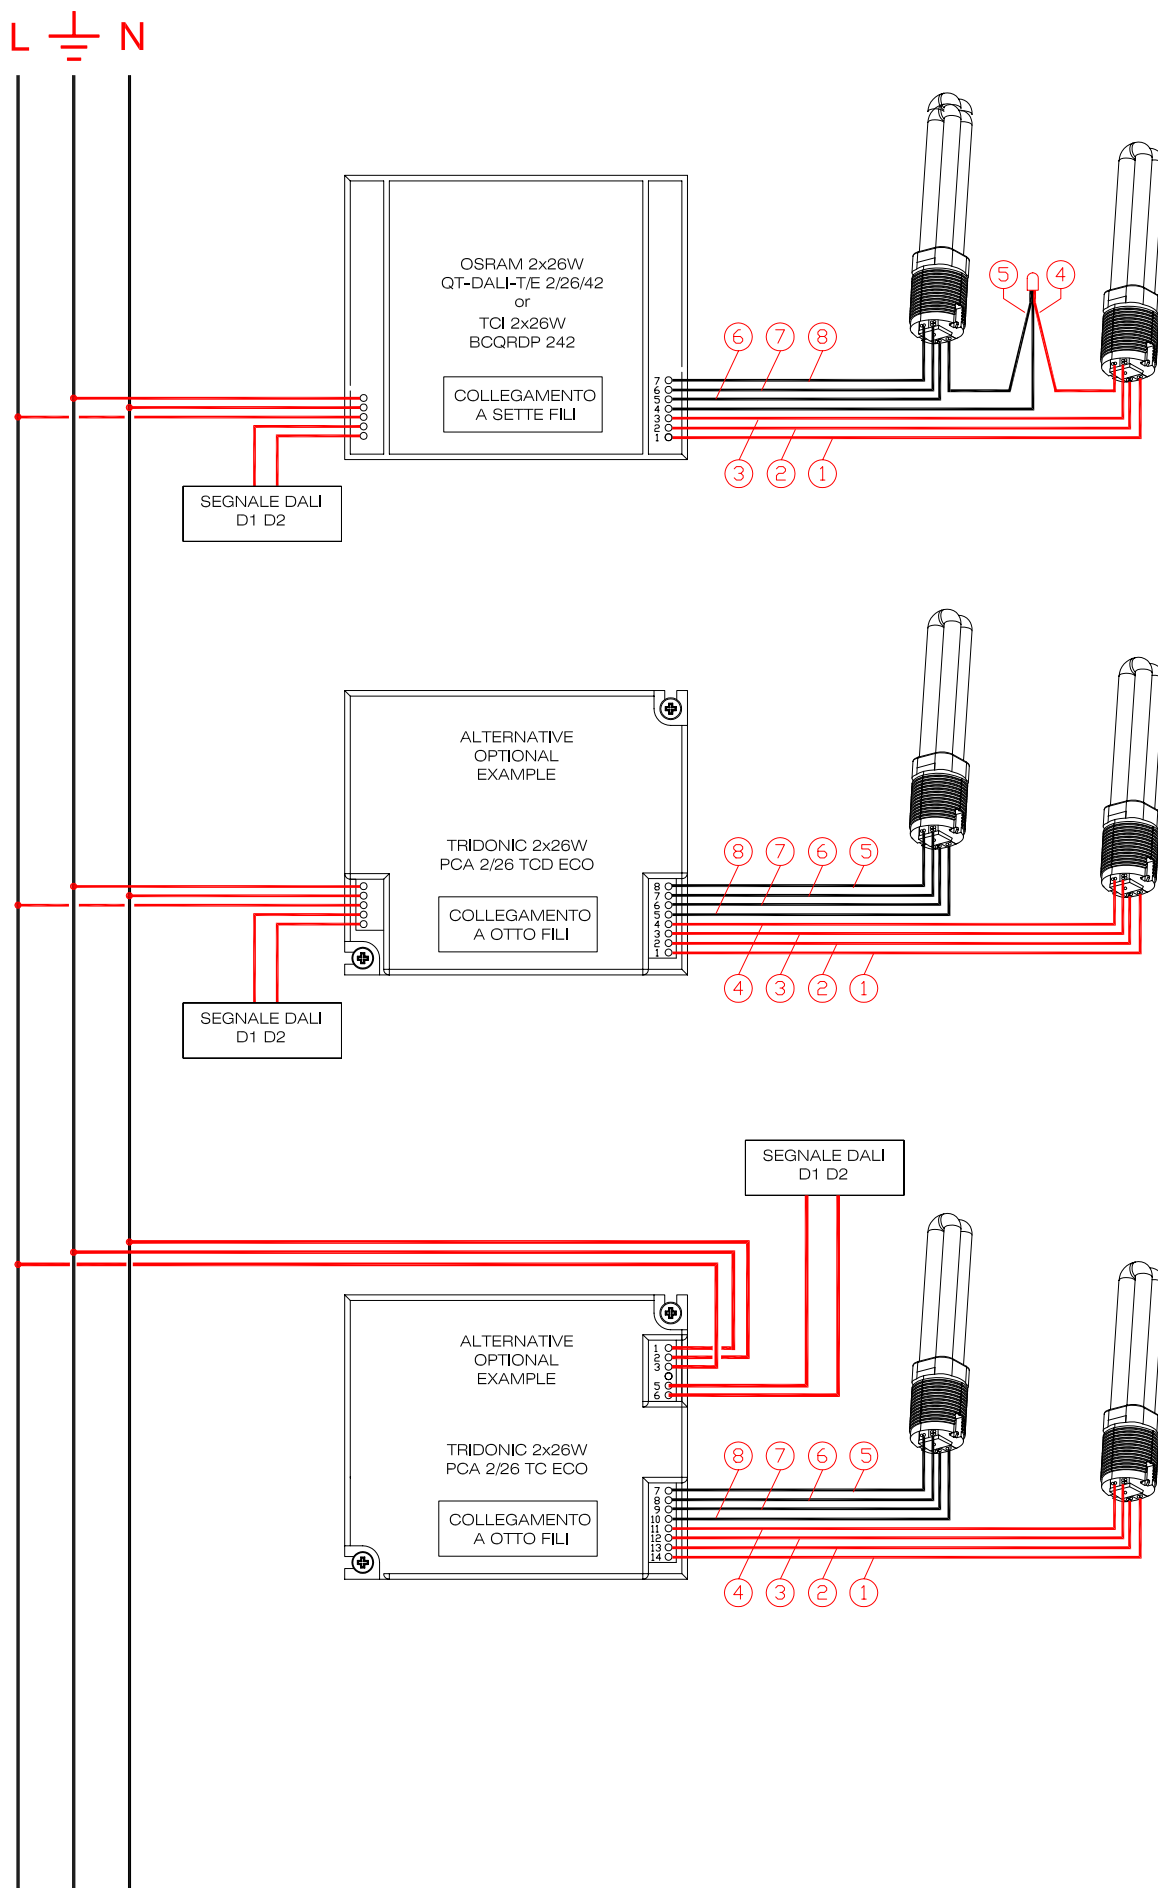 L N
OSRAM 2x26W
QT-DALI-T/E 2/26/42
or
TCI 2x26W
BCQRDP 242
COLLEGAMENTO
A SETTE FILI
7
6
5
4
3
2
1
6 7 8
5 4
3 2 1
SEGNALE DALI
D1 D2
ALTERNATIVE
OPTIONAL
EXAMPLE
TRIDONIC 2x26W
PCA 2/26 TCD ECO
COLLEGAMENTO
A OTTO FILI
8
7
6
5
4
3
2
1
8 7 6 5
4 3 2 1
SEGNALE DALI
D1 D2
SEGNALE DALI
D1 D2
ALTERNATIVE
OPTIONAL
EXAMPLE
1
2
3
5
6
TRIDONIC 2x26W
PCA 2/26 TC ECO
COLLEGAMENTO
A OTTO FILI
7
8
9
10
11
12
13
14
8 7 6 5
4 3 2 1